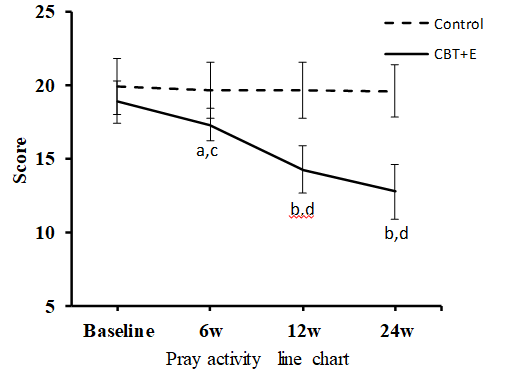 25
Control
CBT+E
20
a,c
15
Score
b,d
b,d
10
5
Baseline 6w 12w 24w
Pray activity line chart